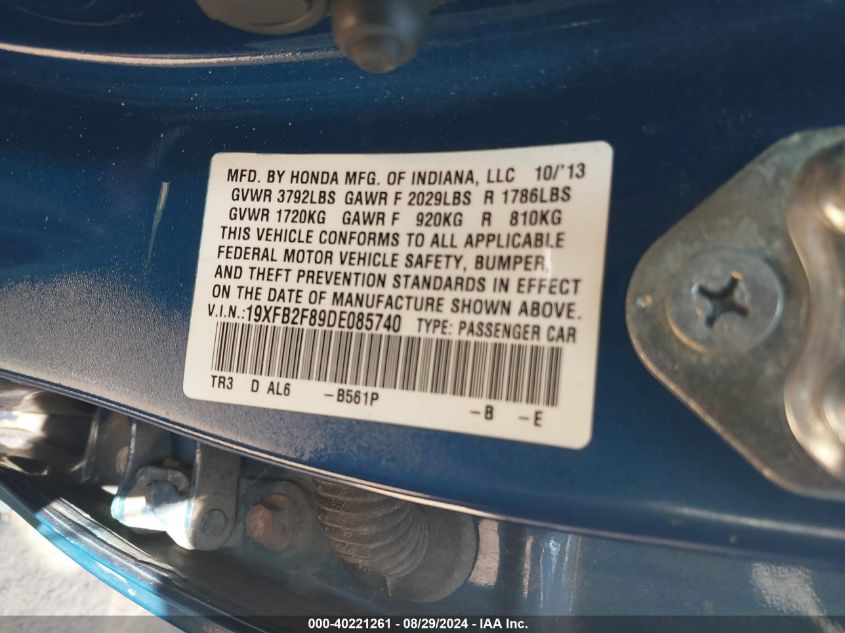 MFD. BY HONDA MFG. OF INDIANA, LLC 10/'13
GVWR 3792LBS GAWR F 2029LBS R 1786LBS
GVWR 1720KG GAWR F 920KG R 810KG
THIS VEHICLE CONFORMS TO ALL APPLICABLE
FEDERAL MOTOR VEHICLE SAFETY, BUMPER,
AND THEFT PREVENTION STANDARDS IN EFFECT
ON THE DATE OF MANUFACTURE SHOWN ABOVE.
V.I.N.:19XFB2F89DE085740 TYPE: PASSENGER CAR
TR3 D AL6 -B561P -B -E
000-40221261 - 08/29/2024 - IAA Inc.